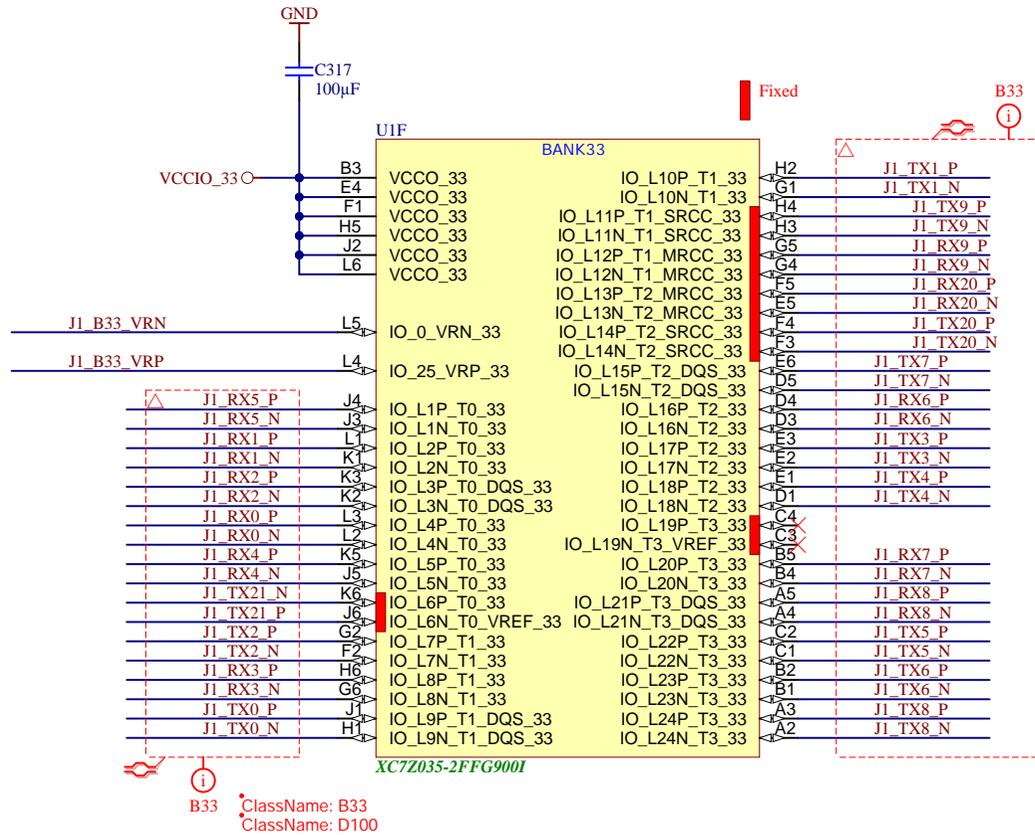 GND
C317
100µF
Fixed
B33
U1F
BANK33
VCCIO_33
B3 VCCO_33
E4 VCCO_33
F1 VCCO_33
H5 VCCO_33
J2 VCCO_33
L6 VCCO_33
J1_B33_VRN L5 IO_0_VRN_33
J1_B33_VRP L4 IO_25_VRP_33
J1_RX5_P J4 IO_L1P_T0_33
J1_RX5_N J3 IO_L1N_T0_33
J1_RX1_P L1 IO_L2P_T0_33
J1_RX1_N K1 IO_L2N_T0_33
J1_RX2_P K3 IO_L3P_T0_DQS_33
J1_RX2_N K2 IO_L3N_T0_DQS_33
J1_RX0_P L3 IO_L4P_T0_33
J1_RX0_N L2 IO_L4N_T0_33
J1_RX4_P K5 IO_L5P_T0_33
J1_RX4_N J5 IO_L5N_T0_33
J1_TX21_N K6 IO_L6P_T0_33
J1_TX21_P J6 IO_L6N_T0_VREF_33
J1_TX2_P G2 IO_L7P_T1_33
J1_TX2_N F2 IO_L7N_T1_33
J1_RX3_P H6 IO_L8P_T1_33
J1_RX3_N G6 IO_L8N_T1_33
J1_TX0_P J1 IO_L9P_T1_DQS_33
J1_TX0_N H1 IO_L9N_T1_DQS_33
IO_L10P_T1_33 H2 J1_TX1_P
IO_L10N_T1_33 G1 J1_TX1_N
IO_L11P_T1_SRCC_33 H4 J1_TX9_P
IO_L11N_T1_SRCC_33 H3 J1_TX9_N
IO_L12P_T1_MRCC_33 G5 J1_RX9_P
IO_L12N_T1_MRCC_33 G4 J1_RX9_N
IO_L13P_T2_MRCC_33 F5 J1_RX20_P
IO_L13N_T2_MRCC_33 E5 J1_RX20_N
IO_L14P_T2_SRCC_33 F4 J1_TX20_P
IO_L14N_T2_SRCC_33 F3 J1_TX20_N
IO_L15P_T2_DQS_33 E6 J1_TX7_P
IO_L15N_T2_DQS_33 D5 J1_TX7_N
IO_L16P_T2_33 D4 J1_RX6_P
IO_L16N_T2_33 D3 J1_RX6_N
IO_L17P_T2_33 E3 J1_TX3_P
IO_L17N_T2_33 E2 J1_TX3_N
IO_L18P_T2_33 E1 J1_TX4_P
IO_L18N_T2_33 D1 J1_TX4_N
IO_L19P_T3_33 C4
IO_L19N_T3_VREF_33 C3
IO_L20P_T3_33 B5 J1_RX7_P
IO_L20N_T3_33 B4 J1_RX7_N
IO_L21P_T3_DQS_33 A5 J1_RX8_P
IO_L21N_T3_DQS_33 A4 J1_RX8_N
IO_L22P_T3_33 C2 J1_TX5_P
IO_L22N_T3_33 C1 J1_TX5_N
IO_L23P_T3_33 B2 J1_TX6_P
IO_L23N_T3_33 B1 J1_TX6_N
IO_L24P_T3_33 A3 J1_TX8_P
IO_L24N_T3_33 A2 J1_TX8_N
XC7Z035-2FFG900I
B33
ClassName: B33
ClassName: D100